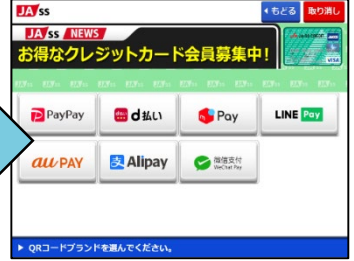 JA/ss
もどる
取り消し
JA/ss NEWS
お得なクレジットカード会員募集中!
VISA
PayPay
d払い
Pay
LINE Pay
au PAY
支 Alipay
微信支付
WeChat Pay
▶ QRコードブランドを選んでください。